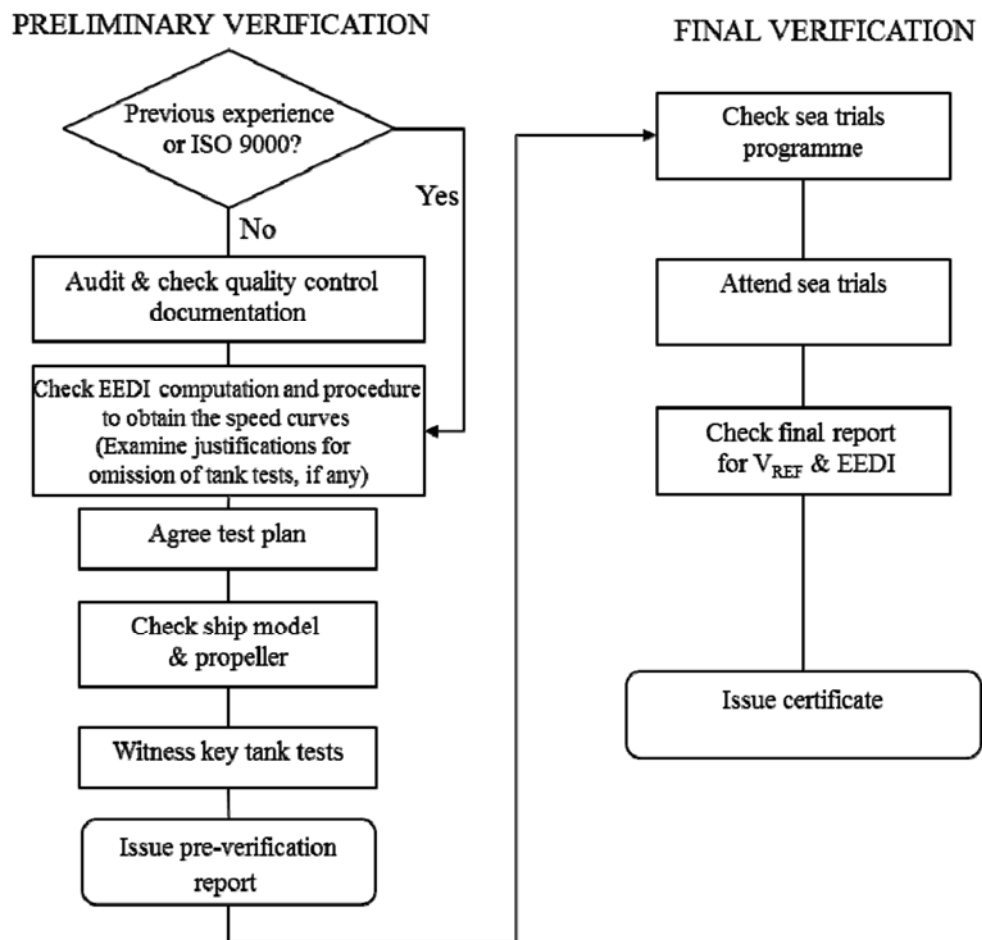 PRELIMINARY VERIFICATION
Previous experience
or ISO 9000?
Yes
No
Audit & check quality control
documentation
Check EEDI computation and procedure
to obtain the speed curves
(Examine justifications for
omission of tank tests, if any)
Agree test plan
Check ship model
& propeller
Witness key tank tests
Issue pre-verification
report
FINAL VERIFICATION
Check sea trials
programme
Attend sea trials
Check final report
for VREF & EEDI
Issue certificate